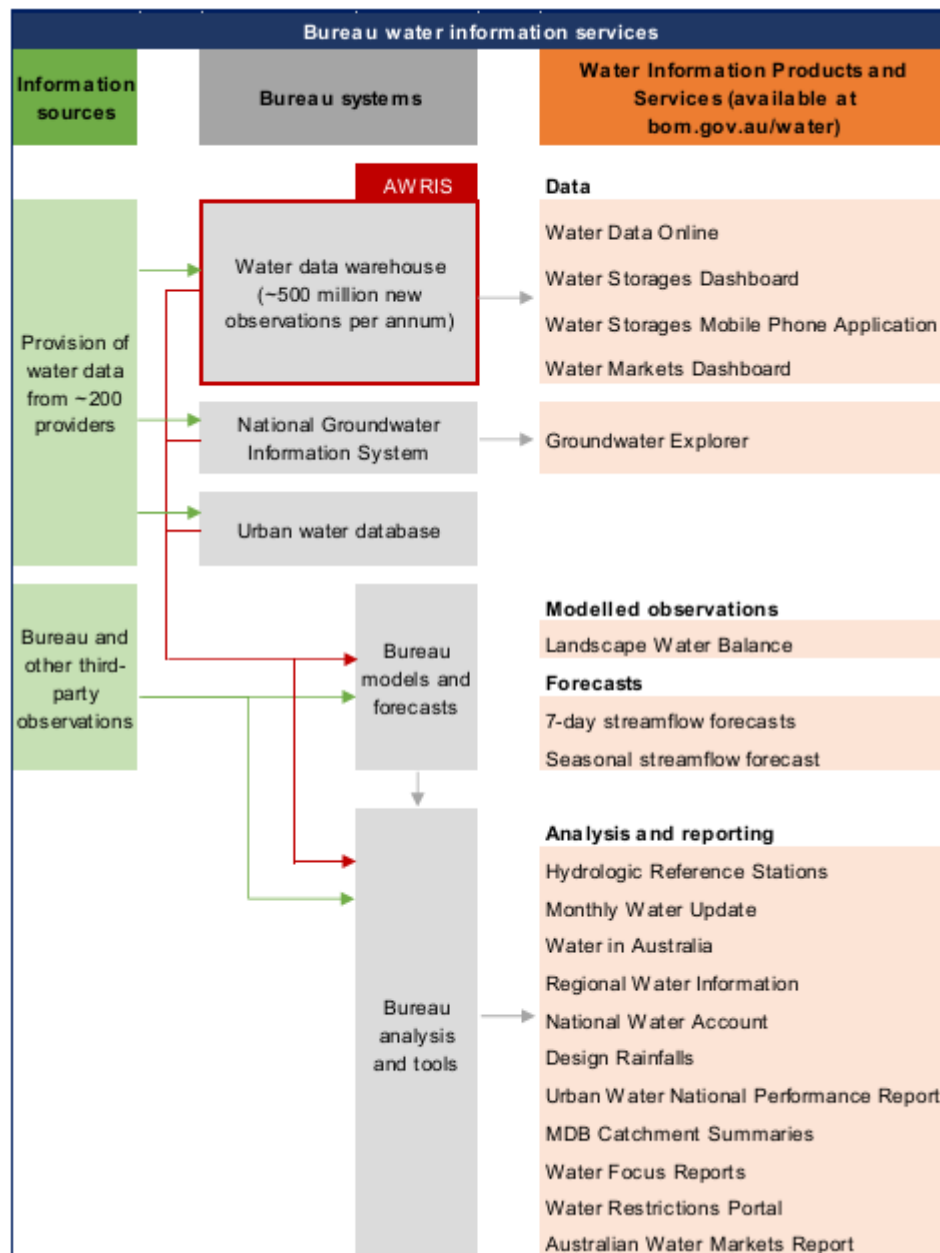 Bureau water information services
Information
sources
Bureau systems
Water Information Products and
Services (available at
bom.gov.au/water)
AWRIS
Data
Provision of
water data
from ~200
providers
Water data warehouse
(~500 million new
observations per annum)
Water Data Online
Water Storages Dashboard
Water Storages Mobile Phone Application
Water Markets Dashboard
National Groundwater
Information System
Groundwater Explorer
Urban water database
Bureau and
other third-
party
observations
Bureau
models and
forecasts
Modelled observations
Landscape Water Balance
Forecasts
7-day streamflow forecasts
Seasonal streamflow forecast
Bureau
analysis
and tools
Analysis and reporting
Hydrologic Reference Stations
Monthly Water Update
Water in Australia
Regional Water Information
National Water Account
Design Rainfalls
Urban Water National Performance Report
MDB Catchment Summaries
Water Focus Reports
Water Restrictions Portal
Australian Water Markets Report